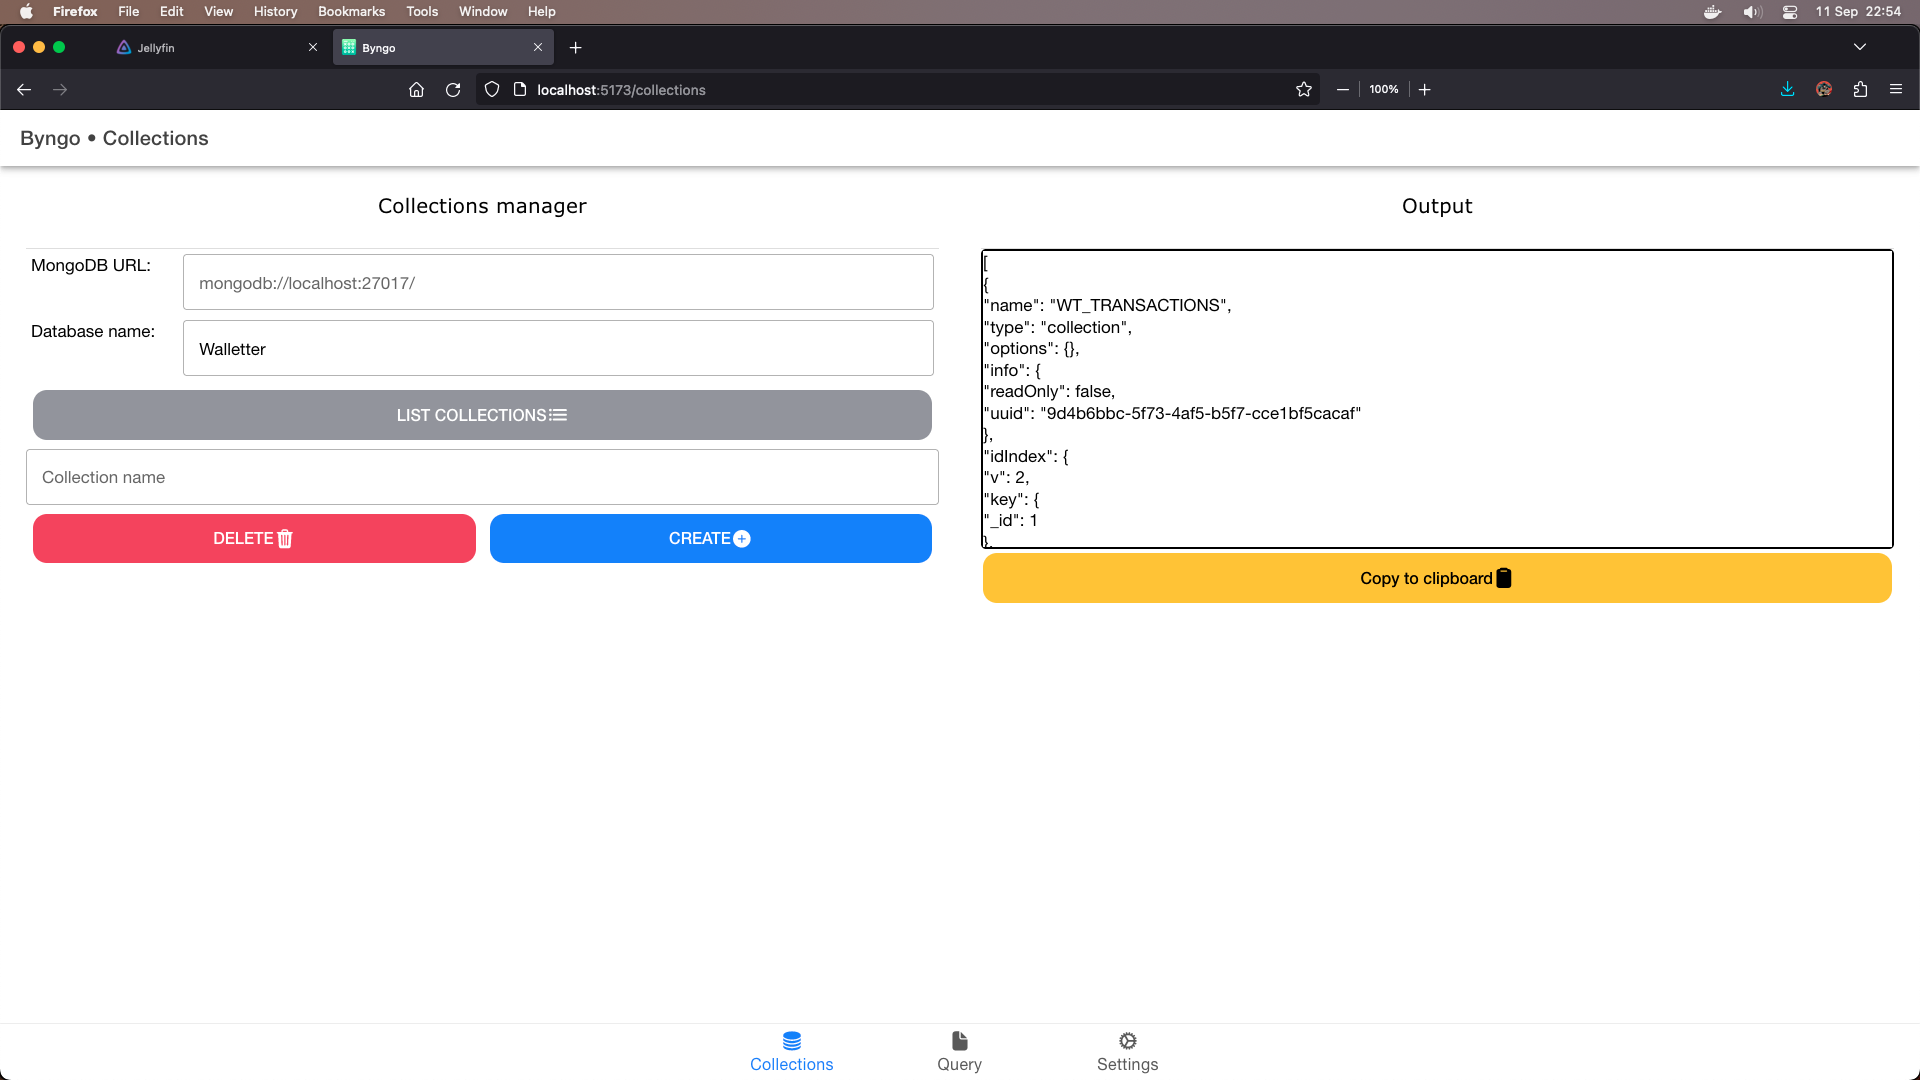 Firefox File Edit View History Bookmarks Tools Window Help 11 Sep 22:54
Jellyfin Byngo
localhost:5173/collections 100%
Byngo • Collections
Collections manager
MongoDB URL: mongodb://localhost:27017/
Database name: Walletter
LIST COLLECTIONS
Collection name
DELETE CREATE
Output
[
{
"name": "WT_TRANSACTIONS",
"type": "collection",
"options": {},
"info": {
"readOnly": false,
"uuid": "9d4b6bbc-5f73-4af5-b5f7-cce1bf5cacaf"
},
"idIndex": {
"v": 2,
"key": {
"_id": 1
},
Copy to clipboard
Collections Query Settings